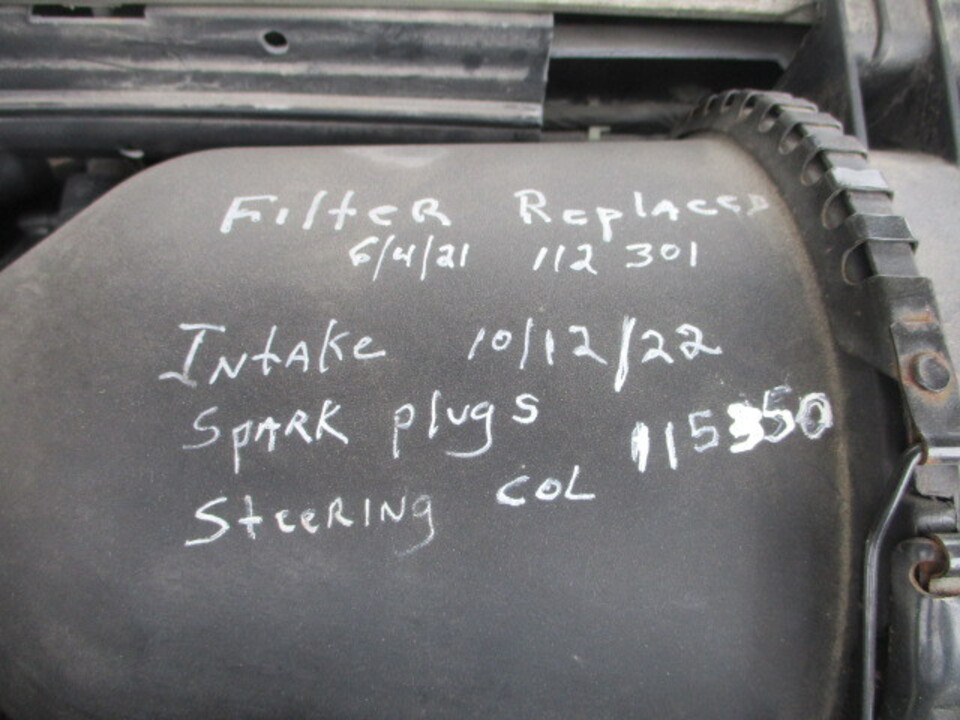 Filter Replaced
6/4/21 112 301
Intake 10/12/22
Spark plugs 115350
Steering COL